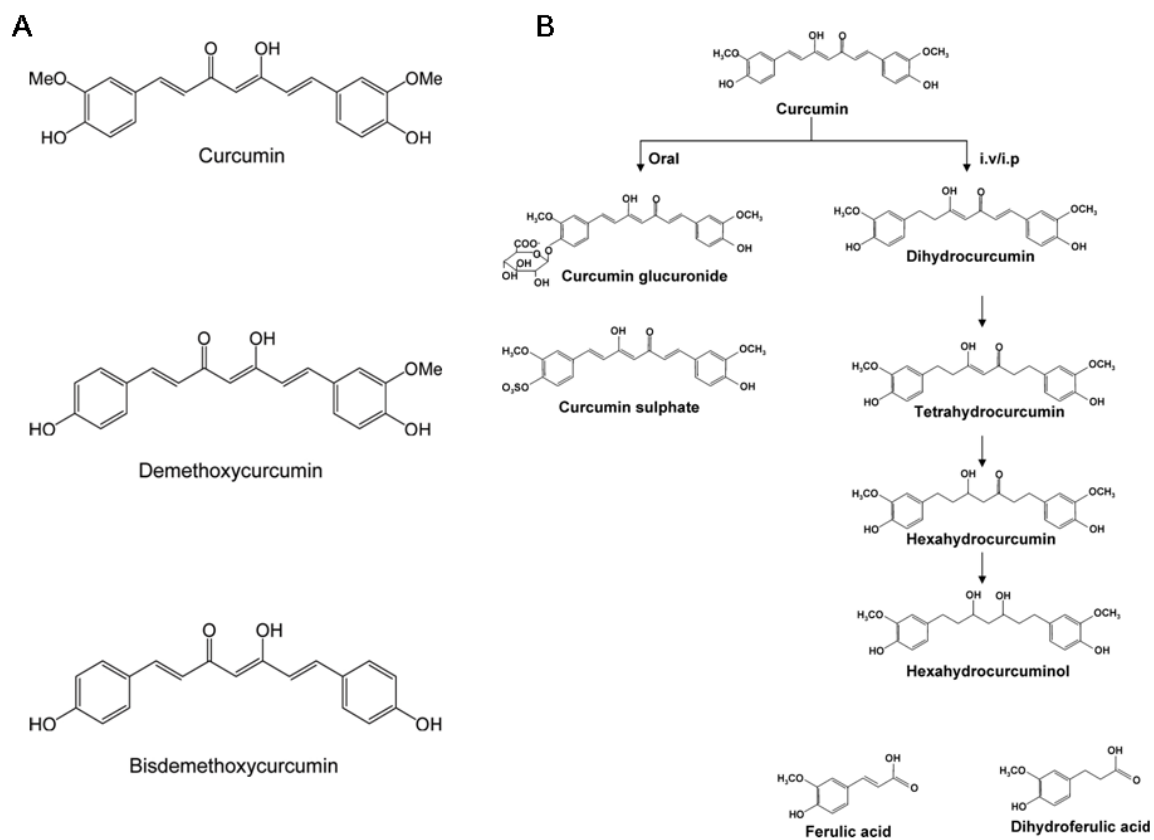 A
O OH
MeO OMe
HO OH
Curcumin
O OH
OMe
HO OH
Demethoxycurcumin
O OH
HO OH
Bisdemethoxycurcumin
B
OH O
H₃CO OCH₃
HO OH
Curcumin
Oral i.v/i.p
OH O
H₃CO OCH₃
COO⁻ O OH
O
OH
OH OH
Curcumin glucuronide
OH O
H₃CO OCH₃
HO OH
Dihydrocurcumin
OH O
H₃CO OCH₃
O₃SO OH
Curcumin sulphate
OH O
H₃CO OCH₃
HO OH
Tetrahydrocurcumin
OH O
H₃CO OCH₃
HO OH
Hexahydrocurcumin
OH OH
H₃CO OCH₃
HO OH
Hexahydrocurcuminol
OH
H₃CO O
HO
Ferulic acid
OH
H₃CO O
HO
Dihydroferulic acid